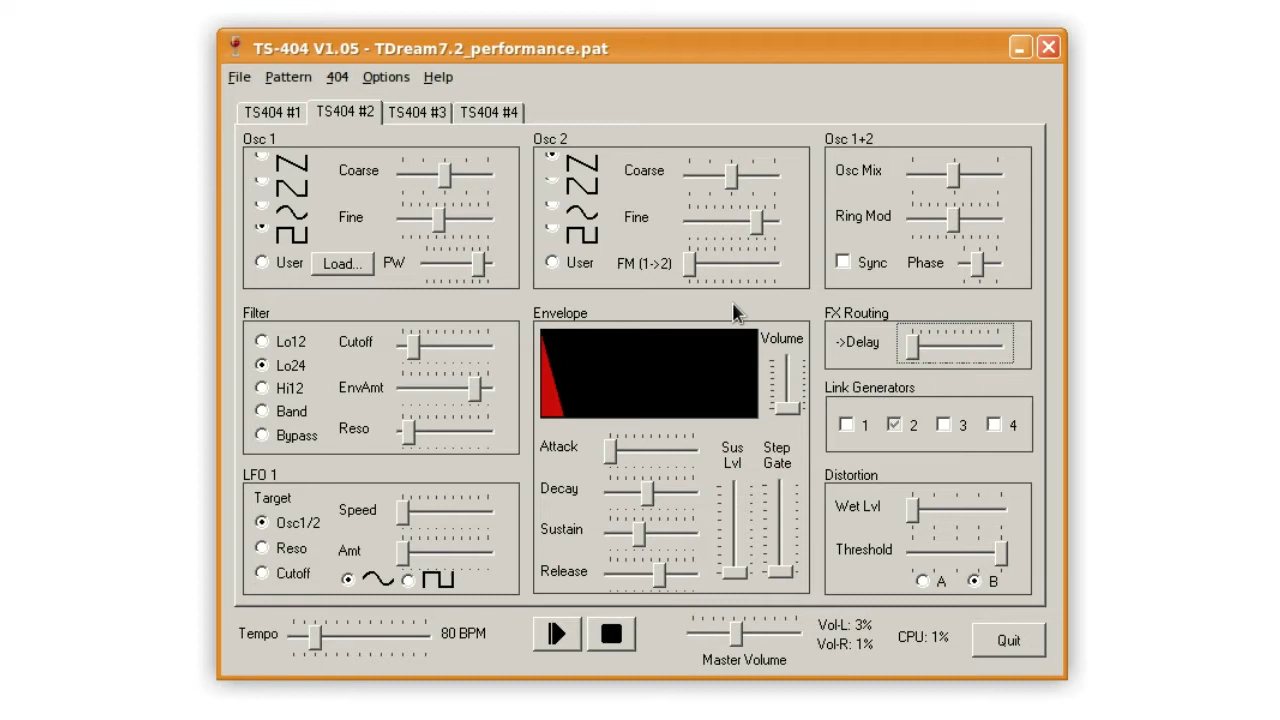 TS-404 V1.05 - TDream7.2_performance.pat
File Pattern 404 Options Help
TS404 #1 TS404 #2 TS404 #3 TS404 #4
Osc 1
Coarse
Fine
User Load... PW
Osc 2
Coarse
Fine
User FM (1->2)
Osc 1+2
Osc Mix
Ring Mod
Sync Phase
Filter
Lo12 Cutoff
Lo24
Hi12 EnvAmt
Band
Bypass Reso
Envelope
Volume
Attack
Decay
Sustain
Release
Sus Lvl
Step Gate
FX Routing
->Delay
Link Generators
1 2 3 4
LFO 1
Target
Osc1/2 Speed
Reso Amt
Cutoff
Distortion
Wet Lvl
Threshold
A B
Tempo 80 BPM
Master Volume
Vol-L: 3%
Vol-R: 1%
CPU: 1%
Quit